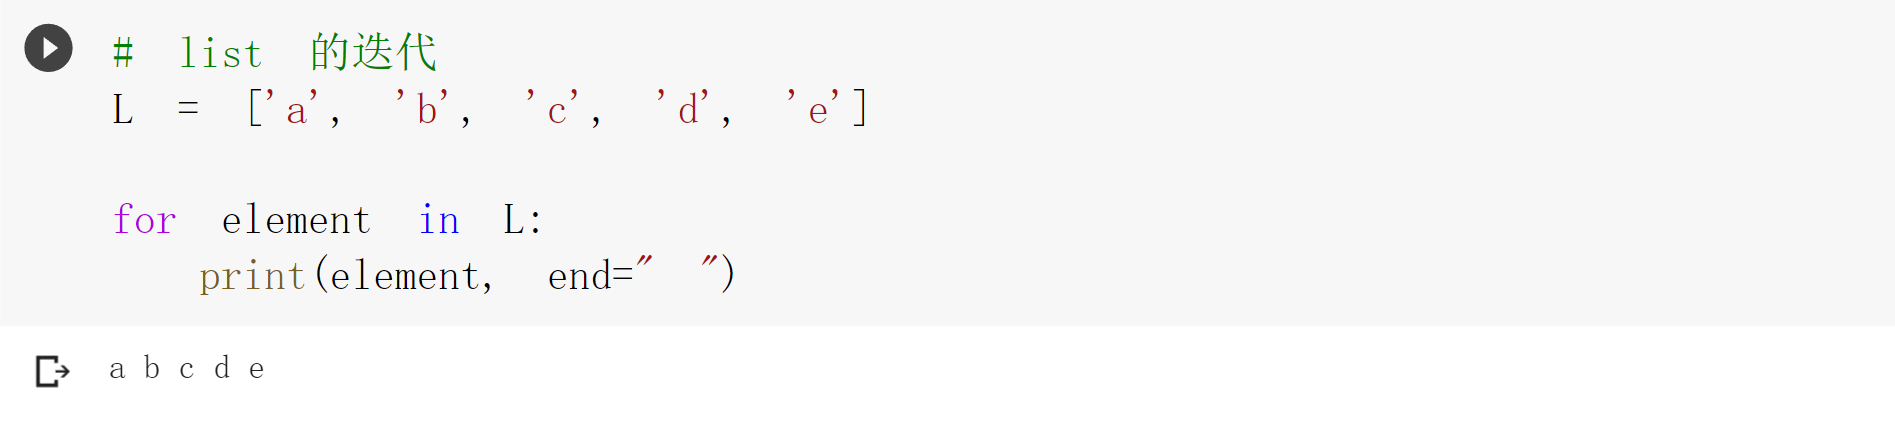 # list 的迭代
L = ['a', 'b', 'c', 'd', 'e']
for element in L:
    print(element, end=" ")
a b c d e